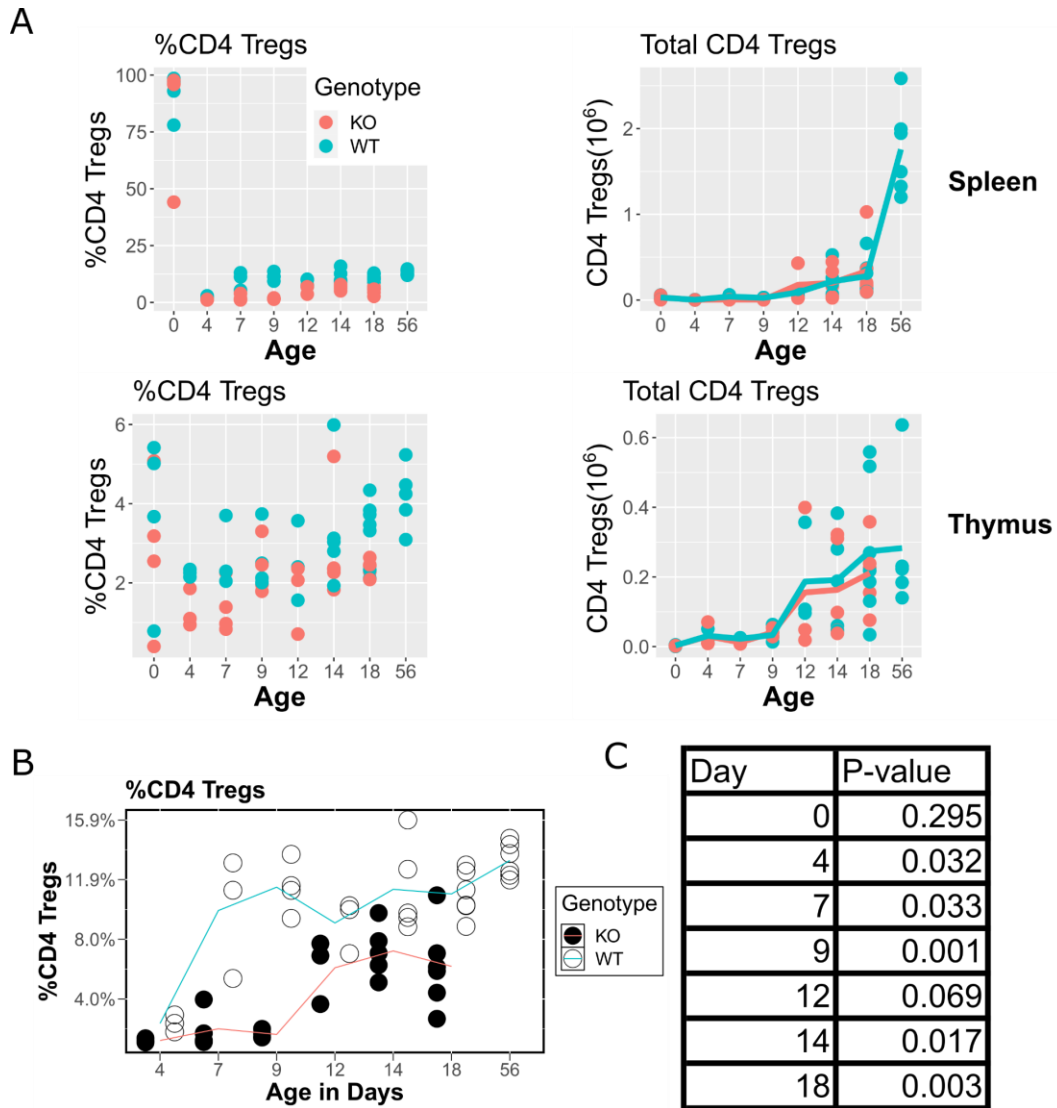 A
%CD4 Tregs
Total CD4 Tregs
%CD4 Tregs
100
75
50
25
0
0 4 7 9 12 14 18 56
Age
Genotype
KO
WT
CD4 Tregs(10⁶)
2
1
0
0 4 7 9 12 14 18 56
Age
Spleen
%CD4 Tregs
Total CD4 Tregs
%CD4 Tregs
6
4
2
0 4 7 9 12 14 18 56
Age
CD4 Tregs(10⁶)
0.6
0.4
0.2
0.0
0 4 7 9 12 14 18 56
Age
Thymus
B
%CD4 Tregs
%CD4 Tregs
15.9%
11.9%
8.0%
4.0%
4 7 9 12 14 18 56
Age in Days
Genotype
KO
WT
C
Day P-value
0 0.295
4 0.032
7 0.033
9 0.001
12 0.069
14 0.017
18 0.003